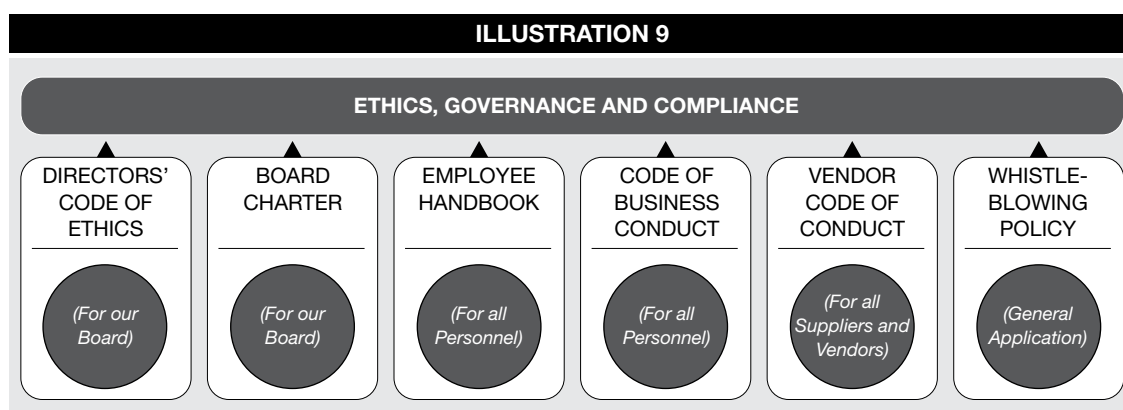 ILLUSTRATION 9
ETHICS, GOVERNANCE AND COMPLIANCE
DIRECTORS’
CODE OF
ETHICS
(For our
Board)
BOARD
CHARTER
(For our
Board)
EMPLOYEE
HANDBOOK
(For all
Personnel)
CODE OF
BUSINESS
CONDUCT
(For all
Personnel)
VENDOR
CODE OF
CONDUCT
(For all
Suppliers and
Vendors)
WHISTLE-
BLOWING
POLICY
(General
Application)